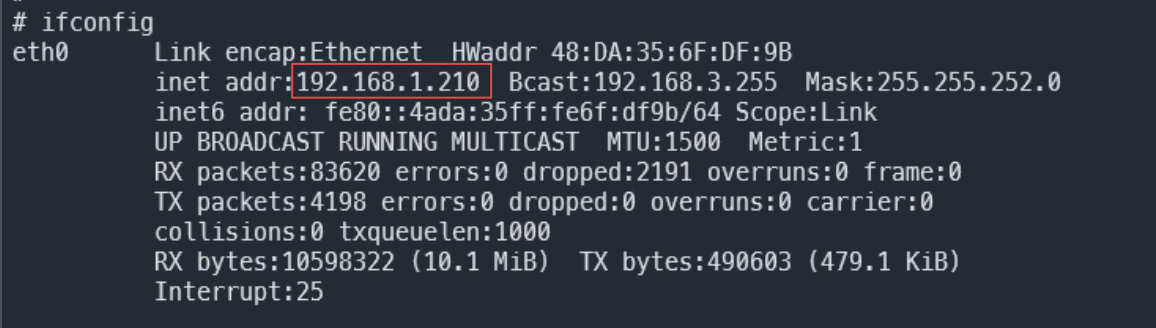 # ifconfig
eth0 Link encap:Ethernet HWaddr 48:DA:35:6F:DF:9B
inet addr:192.168.1.210 Bcast:192.168.3.255 Mask:255.255.252.0
inet6 addr: fe80::4ada:35ff:fe6f:df9b/64 Scope:Link
UP BROADCAST RUNNING MULTICAST MTU:1500 Metric:1
RX packets:83620 errors:0 dropped:2191 overruns:0 frame:0
TX packets:4198 errors:0 dropped:0 overruns:0 carrier:0
collisions:0 txqueuelen:1000
RX bytes:10598322 (10.1 MiB) TX bytes:490603 (479.1 KiB)
Interrupt:25